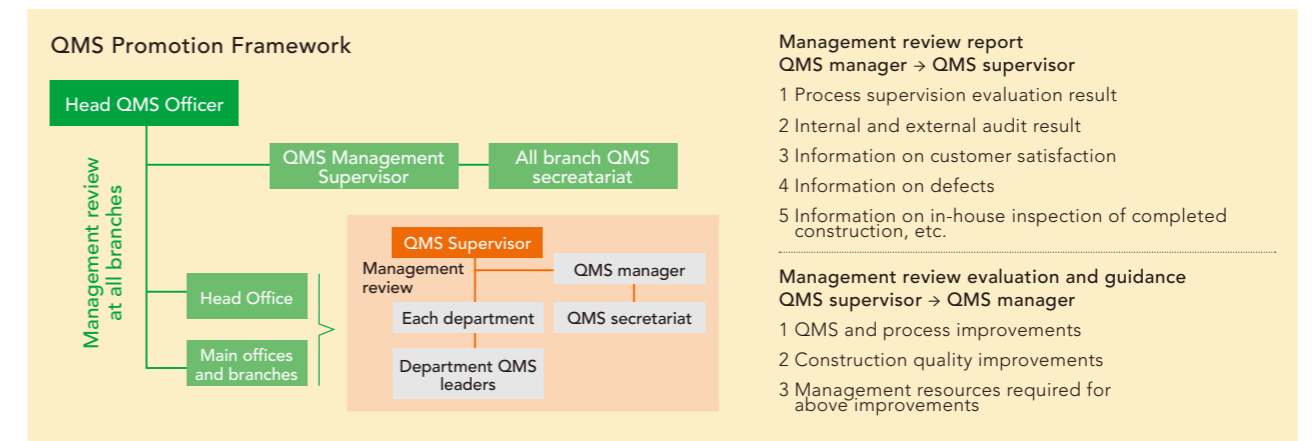 QMS Promotion Framework
Head QMS Officer
Management review
at all branches
QMS Management
Supervisor
All branch QMS
secreatariat
Head Office
Main offices
and branches
QMS Supervisor
Management
review
QMS manager
Each department
QMS secretariat
Department QMS
leaders
Management review report
QMS manager → QMS supervisor
1 Process supervision evaluation result
2 Internal and external audit result
3 Information on customer satisfaction
4 Information on defects
5 Information on in-house inspection of completed
construction, etc.
Management review evaluation and guidance
QMS supervisor → QMS manager
1 QMS and process improvements
2 Construction quality improvements
3 Management resources required for
above improvements